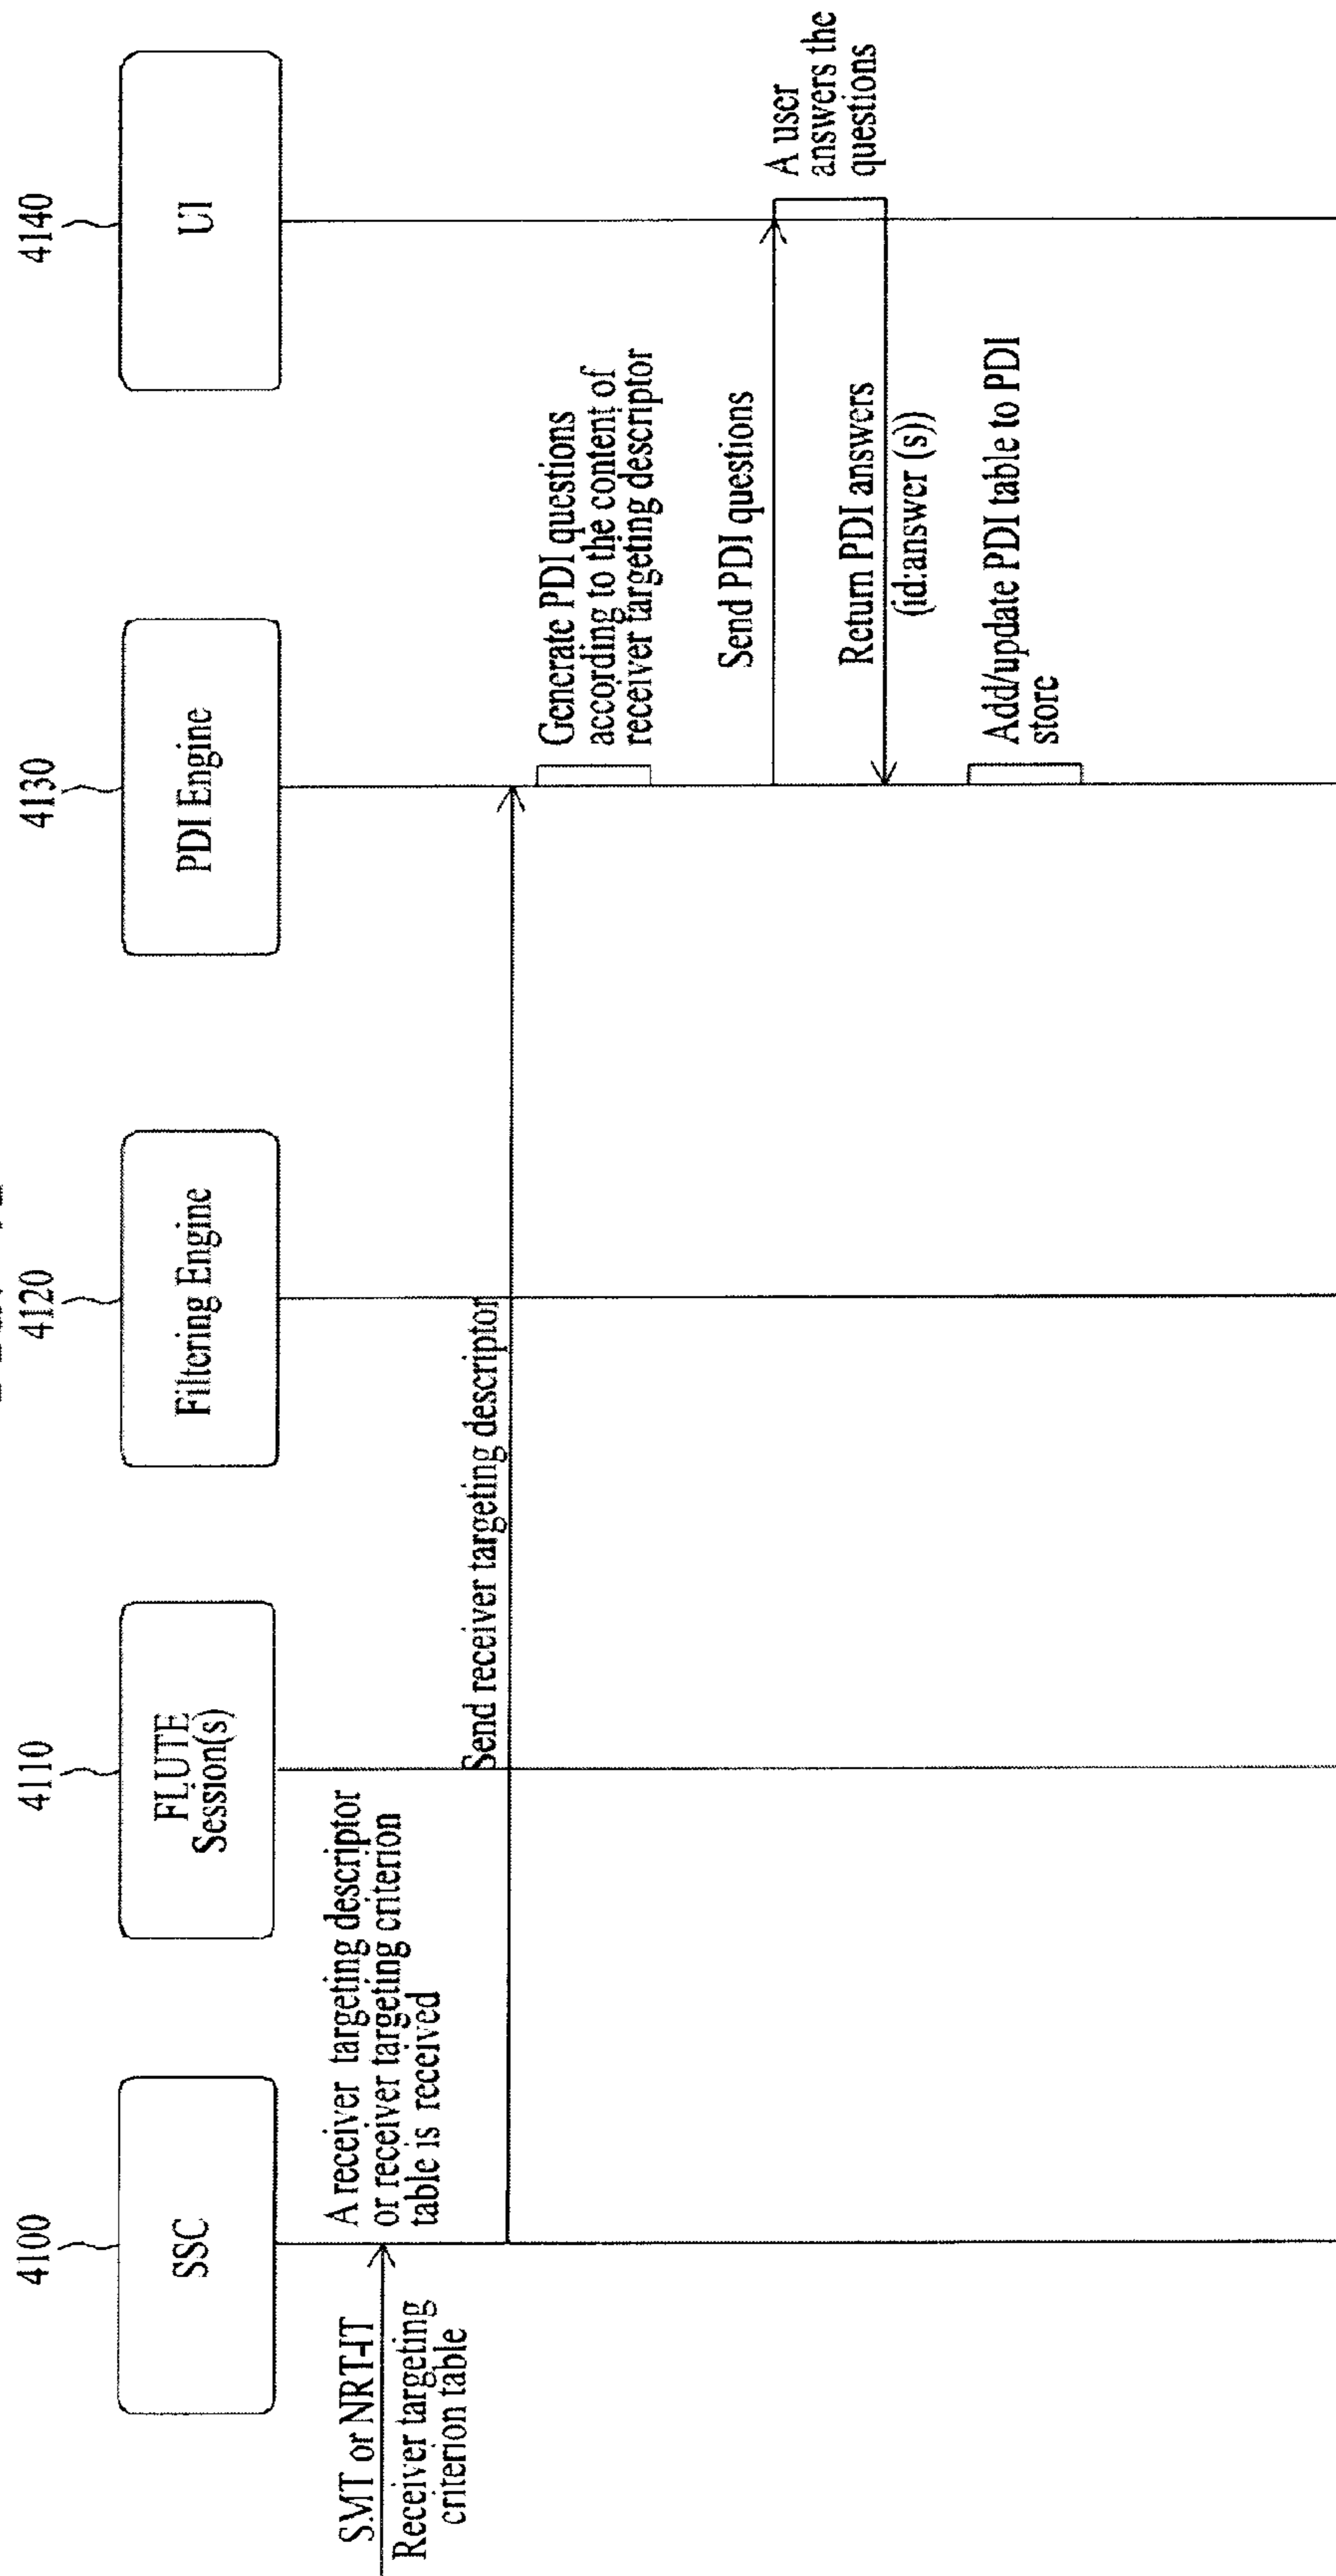 4100
4110
4120
4130
4140
SSC
FLUTE
Session(s)
Filtering Engine
PDI Engine
UI
SMT or NRT-IT
Receiver targeting
criterion table
A receiver targeting descriptor
or receiver targeting criterion
table is received
Send receiver targeting descriptor
Generate PDI questions
according to the content of
receiver targeting descriptor
Send PDI questions
A user
answers the
questions
Return PDI answers
(id:answer (s))
Add/update PDI table to PDI
store